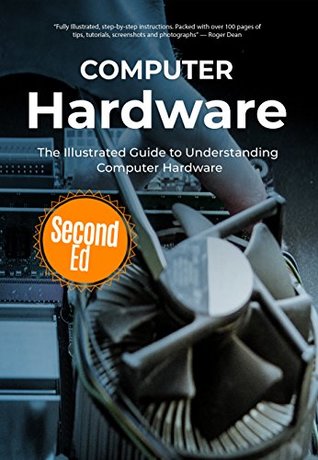 "Fully Illustrated, step-by-step instructions. Packed with over 100 pages of
tips, tutorials, screenshots and photographs" — Roger Dean
COMPUTER
Hardware
The Illustrated Guide to Understanding
Computer Hardware
Second
Ed